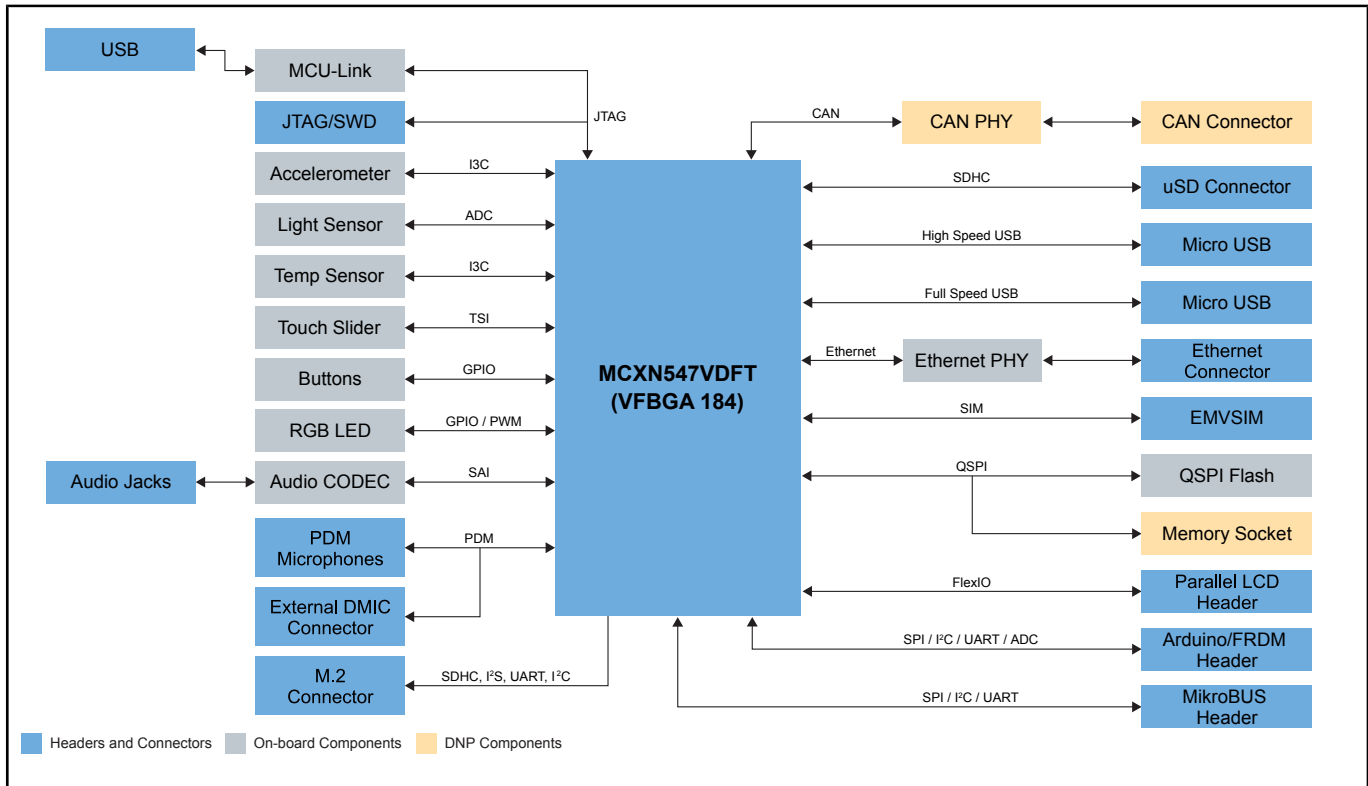 USB
MCU-Link
JTAG/SWD
JTAG
Accelerometer
I3C
Light Sensor
ADC
Temp Sensor
I3C
Touch Slider
TSI
Buttons
GPIO
RGB LED
GPIO / PWM
Audio Jacks
Audio CODEC
SAI
PDM
Microphones
PDM
External DMIC
Connector
M.2
Connector
SDHC, I²S, UART, I²C
MCXN547VDFT
(VFBGA 184)
CAN
CAN PHY
CAN Connector
SDHC
uSD Connector
High Speed USB
Micro USB
Full Speed USB
Micro USB
Ethernet
Ethernet PHY
Ethernet
Connector
SIM
EMVSIM
QSPI
QSPI Flash
Memory Socket
FlexIO
Parallel LCD
Header
SPI / I²C / UART / ADC
Arduino/FRDM
Header
SPI / I²C / UART
MikroBUS
Header
Headers and Connectors
On-board Components
DNP Components